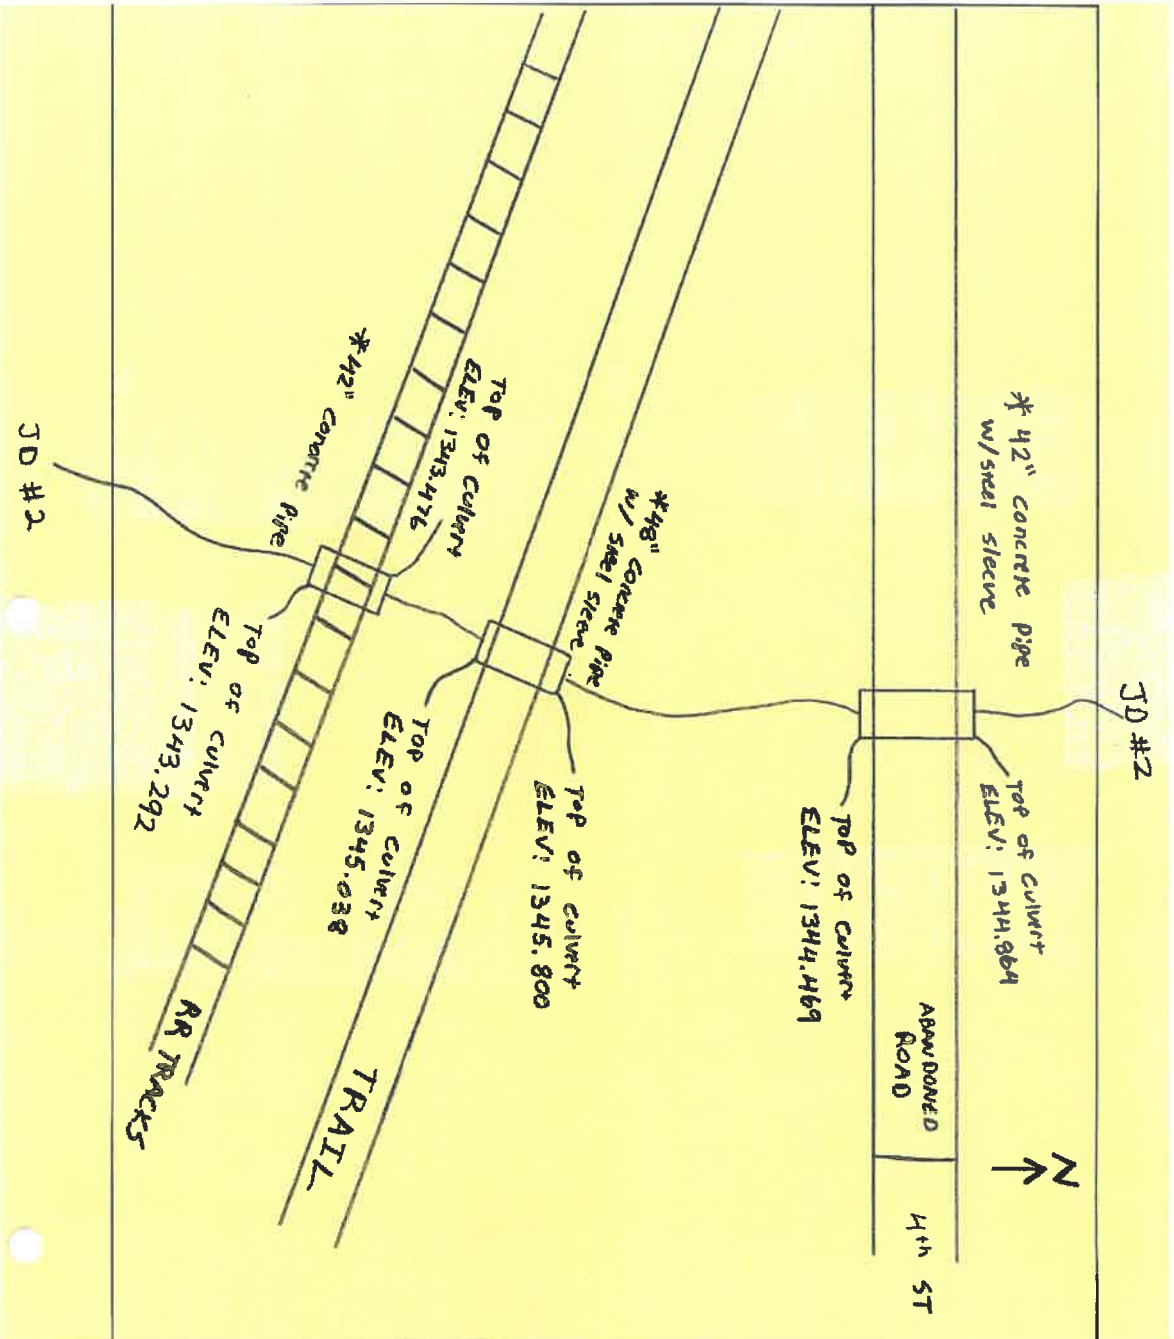 JD #2
* 42" concrete pipe
w/steel sleeve
TOP of culvert
ELEV: 1344.864
N
ABANDONED
ROAD
4th ST
TOP of culvert
ELEV: 1344.469
*48" concrete pipe
w/ steel sleeve
Top of culvert
ELEV: 1345.800
TOP of culvert
ELEV: 1345.038
TRAIL
Top of culvert
ELEV: 1343.476
*42" concrete pipe
Top of culvert
ELEV: 1343.292
RR TRACKS
JD #2